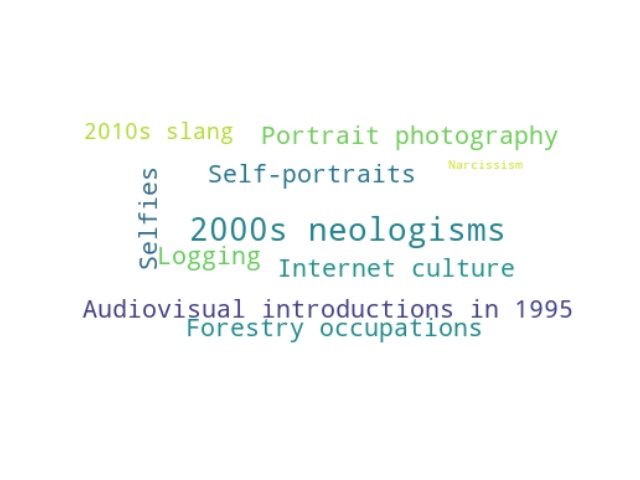 2010s slang
Portrait photography
Narcissism
Self-portraits
Selfies
2000s neologisms
Logging
Internet culture
Audiovisual introductions in 1995
Forestry occupations